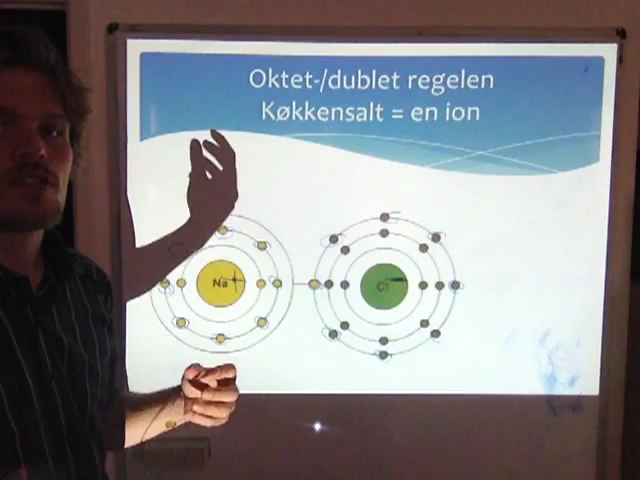 Oktet-/dublet regelen
Køkkensalt = en ion
Na
Cl